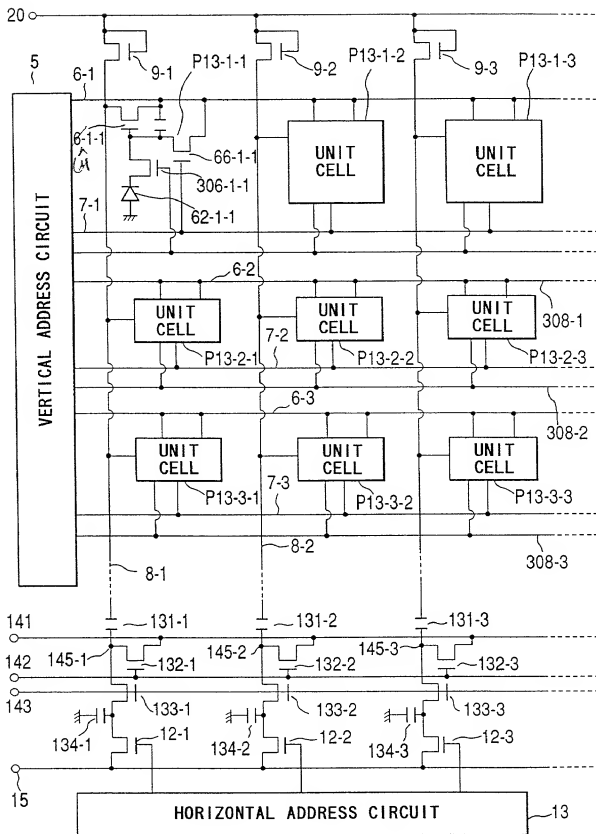 20
5
9-1
P13-1-1
9-2
P13-1-2
9-3
P13-1-3
6-1
6-1-1
66-1-1
UNIT CELL
UNIT CELL
306-1-1
62-1-1
7-1
VERTICAL ADDRESS CIRCUIT
6-2
308-1
UNIT CELL
UNIT CELL
UNIT CELL
7-2
P13-2-1
P13-2-2
P13-2-3
6-3
308-2
UNIT CELL
UNIT CELL
UNIT CELL
P13-3-1
P13-3-2
P13-3-3
7-3
8-1
8-2
308-3
141
131-1
131-2
131-3
145-1
145-2
145-3
142
132-1
132-2
132-3
143
133-1
133-2
133-3
134-1
12-1
134-2
12-2
134-3
12-3
15
HORIZONTAL ADDRESS CIRCUIT
13